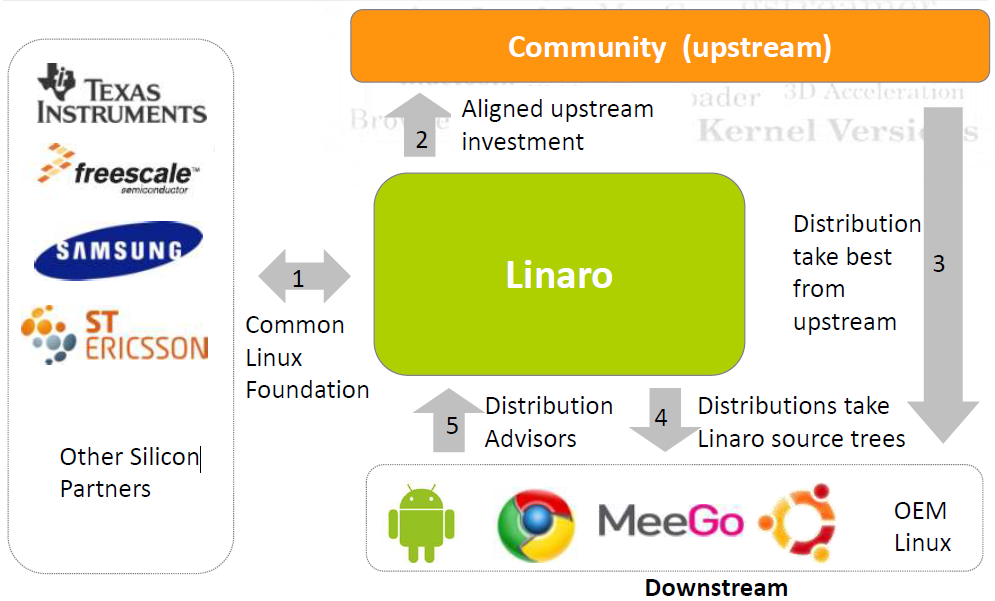 Community (upstream)
TEXAS
INSTRUMENTS
freescale™
semiconductor
SAMSUNG
ST
ERICSSON
Other Silicon
Partners
1
Common
Linux
Foundation
2
Aligned upstream
investment
3D Acceleration
Kernel Versions
Linaro
Distribution
take best
from
upstream
3
5
Distribution
Advisors
4
Distributions take
Linaro source trees
MeeGo
OEM
Linux
Downstream